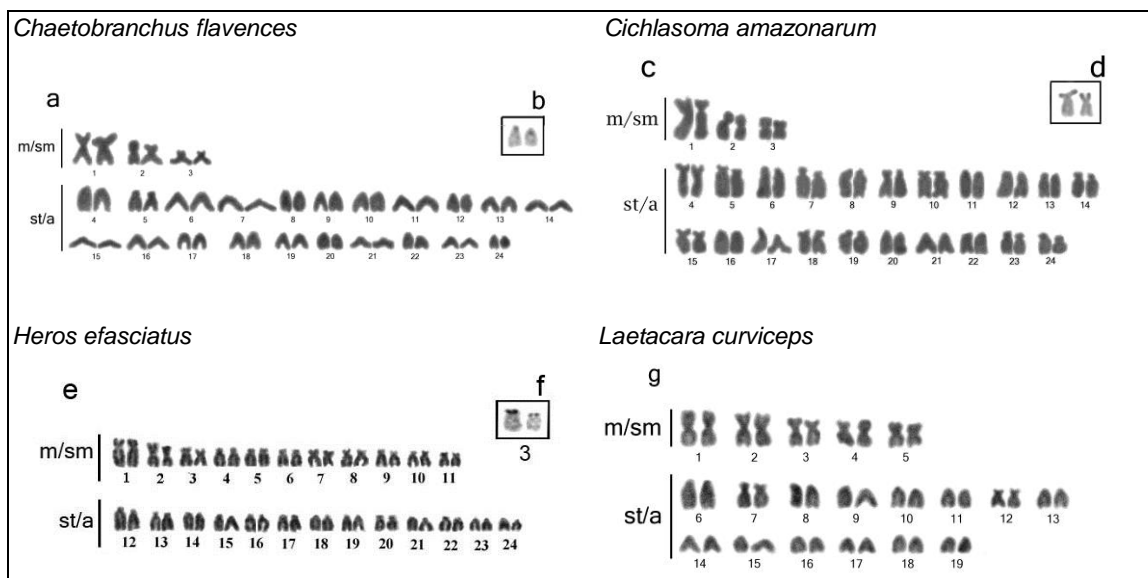 Chaetobranchus flavences
a
b
m/sm
1 2 3
st/a
4 5 6 7 8 9 10 11 12 13 14
15 16 17 18 19 20 21 22 23 24
Cichlasoma amazonarum
c
d
m/sm
1 2 3
st/a
4 5 6 7 8 9 10 11 12 13 14
15 16 17 18 19 20 21 22 23 24
Heros efasciatus
e
f
3
m/sm
1 2 3 4 5 6 7 8 9 10 11
st/a
12 13 14 15 16 17 18 19 20 21 22 23 24
Laetacara curviceps
g
m/sm
1 2 3 4 5
st/a
6 7 8 9 10 11 12 13
14 15 16 17 18 19